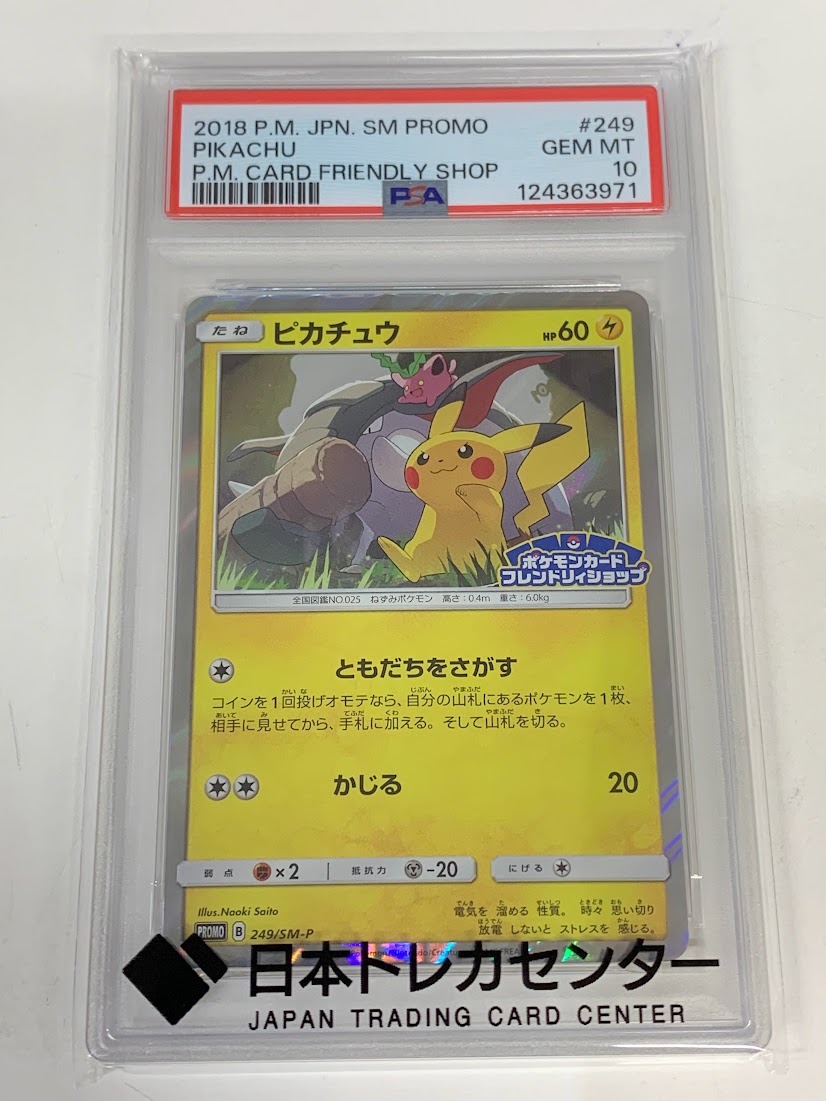 2018 P.M. JPN. SM PROMO #249
PIKACHU GEM MT
P.M. CARD FRIENDLY SHOP 10
PSA 124363971
たね ピカチュウ HP60
ポケモンカード
フレンドリィショップ
全国図鑑NO.025 ねずみポケモン 高さ:0.4m 重さ:6.0kg
ともだちをさがす
コインを1回投げオモテなら、自分の山札にあるポケモンを1枚、
相手に見せてから、手札に加える。そして山札を切る。
かじる 20
弱点 ×2 抵抗力 -20 にげる
Illus.Naoki Saito
電気を 溜める 性質。 時々 思い切り
放電 しないと ストレスを 感じる。
PROMO B 249/SM-P
日本トレカセンター
JAPAN TRADING CARD CENTER